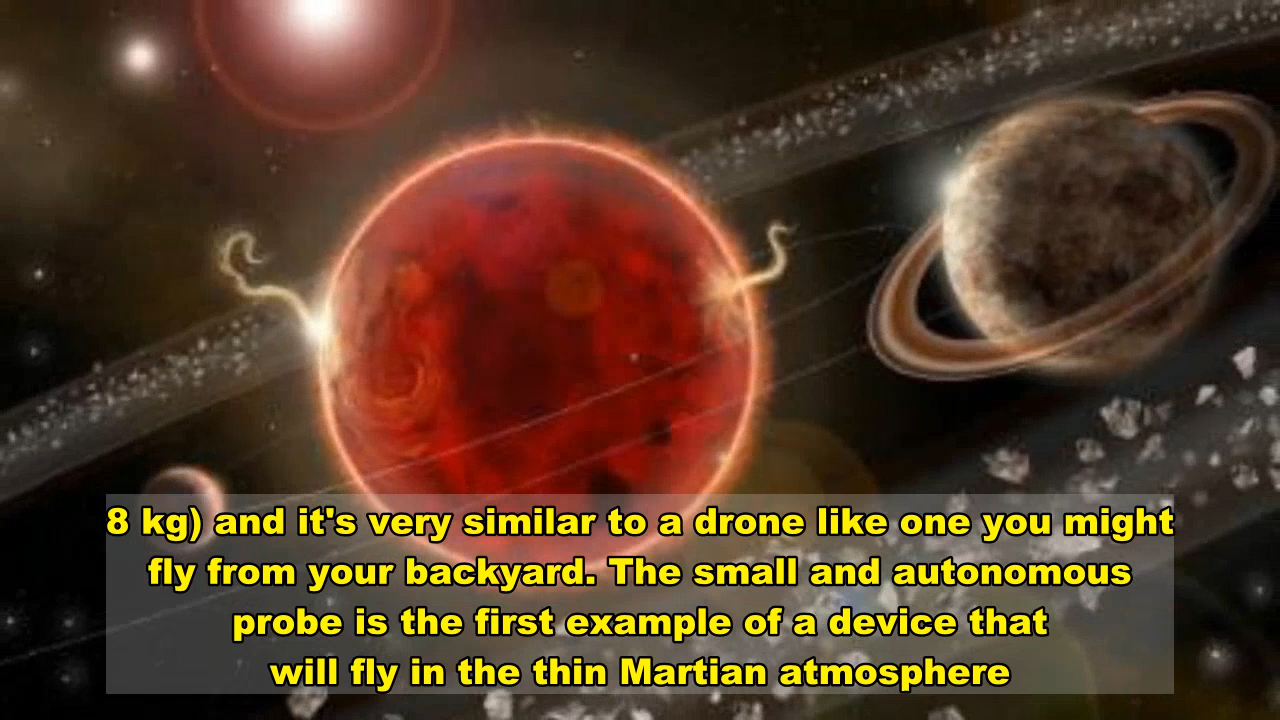 8 kg) and it's very similar to a drone like one you might
fly from your backyard. The small and autonomous
probe is the first example of a device that
will fly in the thin Martian atmosphere